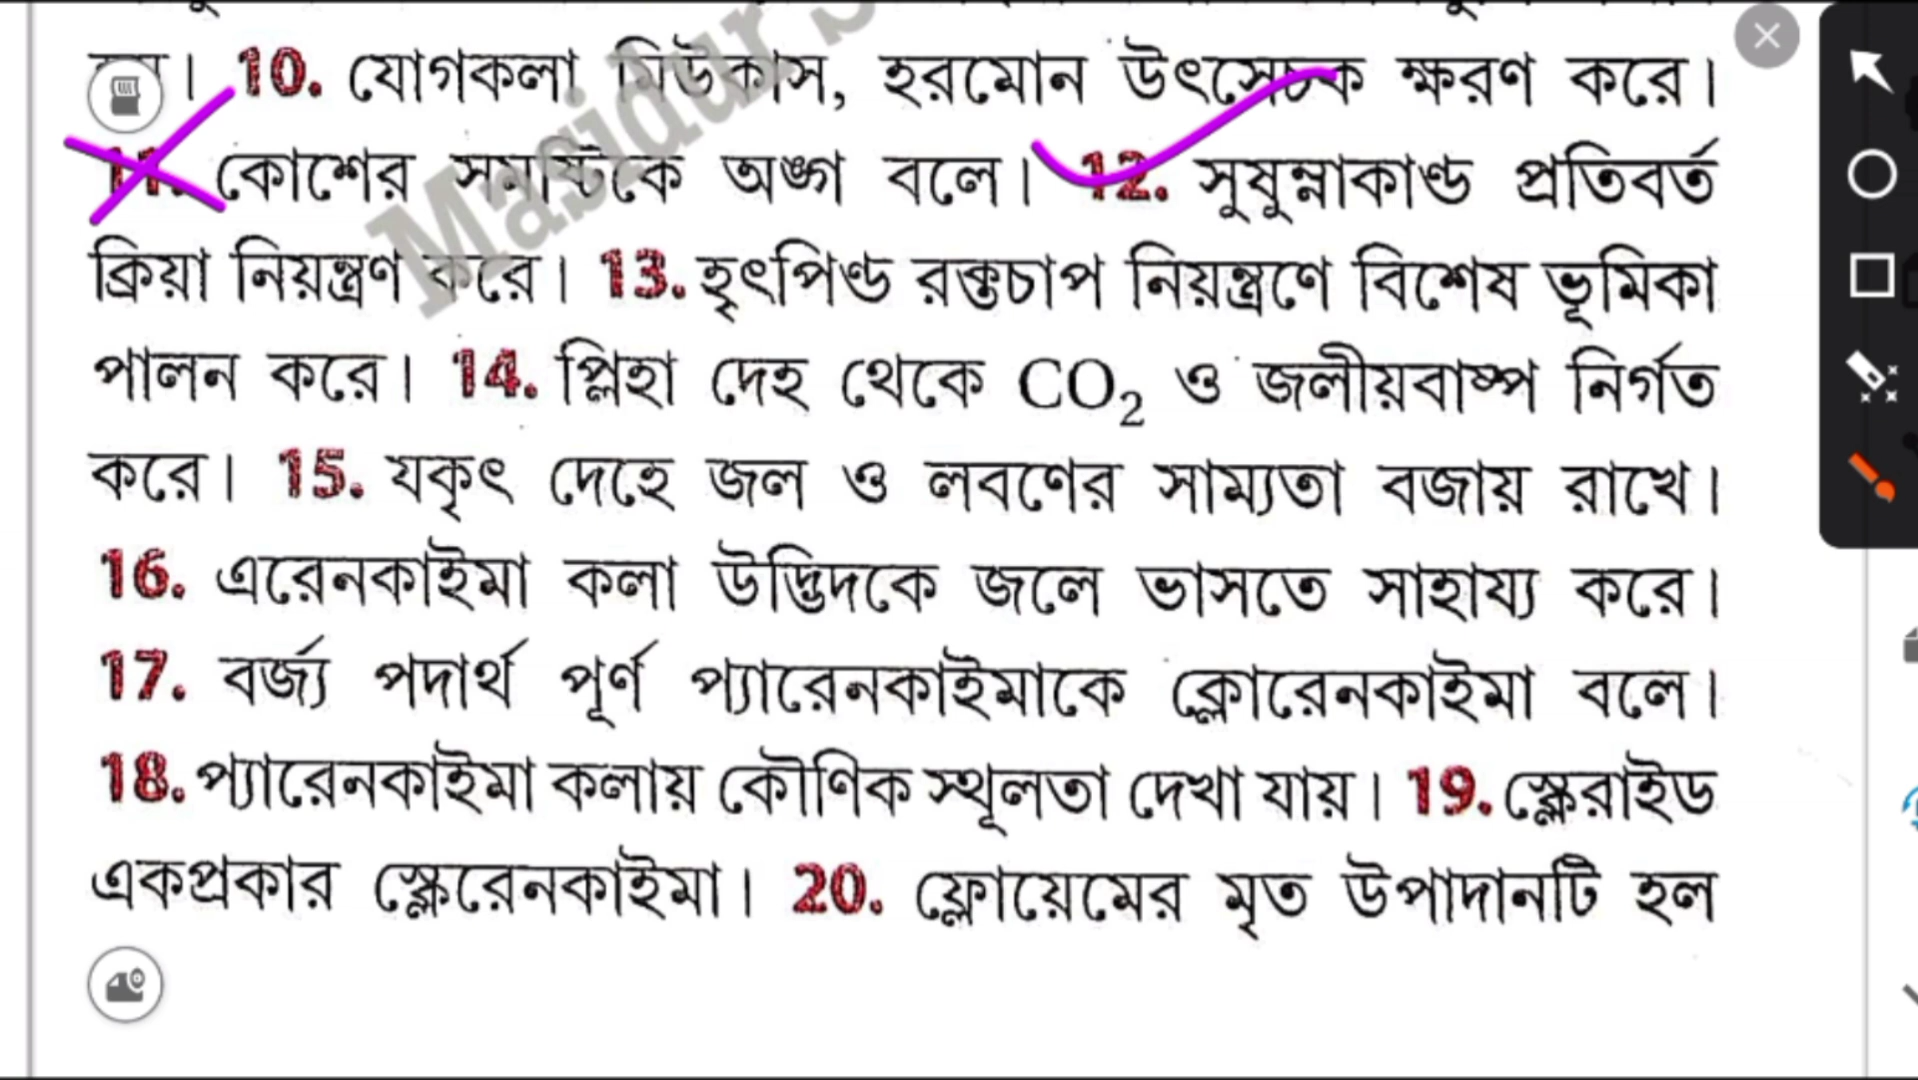 । 10. যোগকলা মিউকাস, হরমোন উৎসেচক ক্ষরণ করে।
11. কোশের সমষ্টিকে অঙ্গ বলে। 12. সুষুম্নাকাণ্ড প্রতিবর্ত
ক্রিয়া নিয়ন্ত্রণ করে। 13. হৃৎপিণ্ড রক্তচাপ নিয়ন্ত্রণে বিশেষ ভূমিকা
পালন করে। 14. প্লিহা দেহ থেকে CO₂ ও জলীয়বাষ্প নির্গত
করে। 15. যকৃৎ দেহে জল ও লবণের সাম্যতা বজায় রাখে।
16. এরেনকাইমা কলা উদ্ভিদকে জলে ভাসতে সাহায্য করে।
17. বর্জ্য পদার্থ পূর্ণ প্যারেনকাইমাকে ক্লোরেনকাইমা বলে।
18. প্যারেনকাইমা কলায় কৌণিক স্থূলতা দেখা যায়। 19. স্ক্লেরাইড
একপ্রকার স্ক্লেরেনকাইমা। 20. ফ্লোয়েমের মৃত উপাদানটি হল
Masidur S